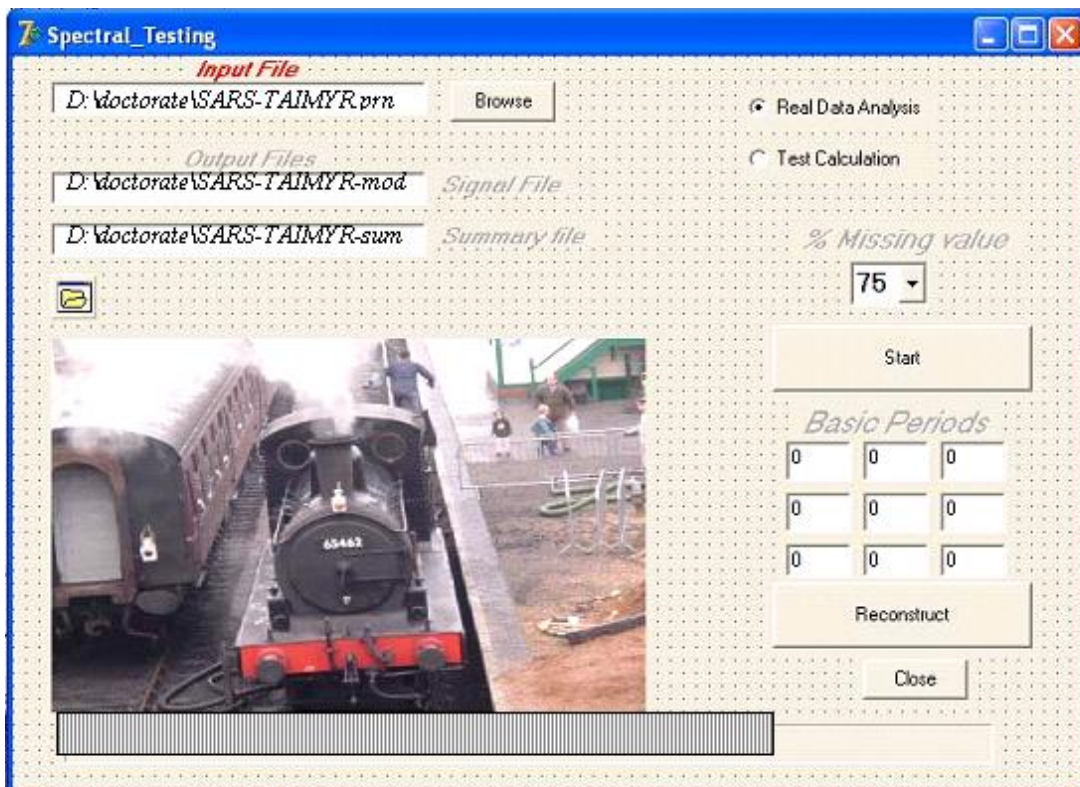 Spectral_Testing
Input File
D:\doctorate\SARS-TAIMYR.prn
Browse
Real Data Analysis
Output Files
Test Calculation
D:\doctorate\SARS-TAIMYR-mod
Signal File
D:\doctorate\SARS-TAIMYR-sum
Summary file
% Missing value
75
Start
Basic Periods
0 0 0
0 0 0
0 0 0
65462
Reconstruct
Close